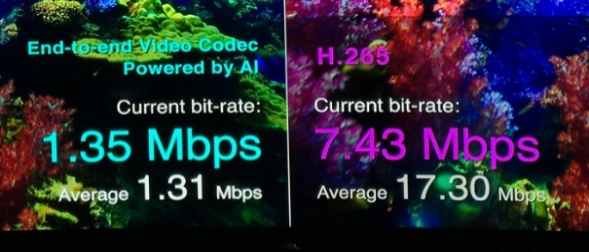 End-to-end Video Codec
Powered by AI
Current bit-rate:
1.35 Mbps
Average 1.31 Mbps
H.265
Current bit-rate:
7.43 Mbps
Average 17.30 Mbps